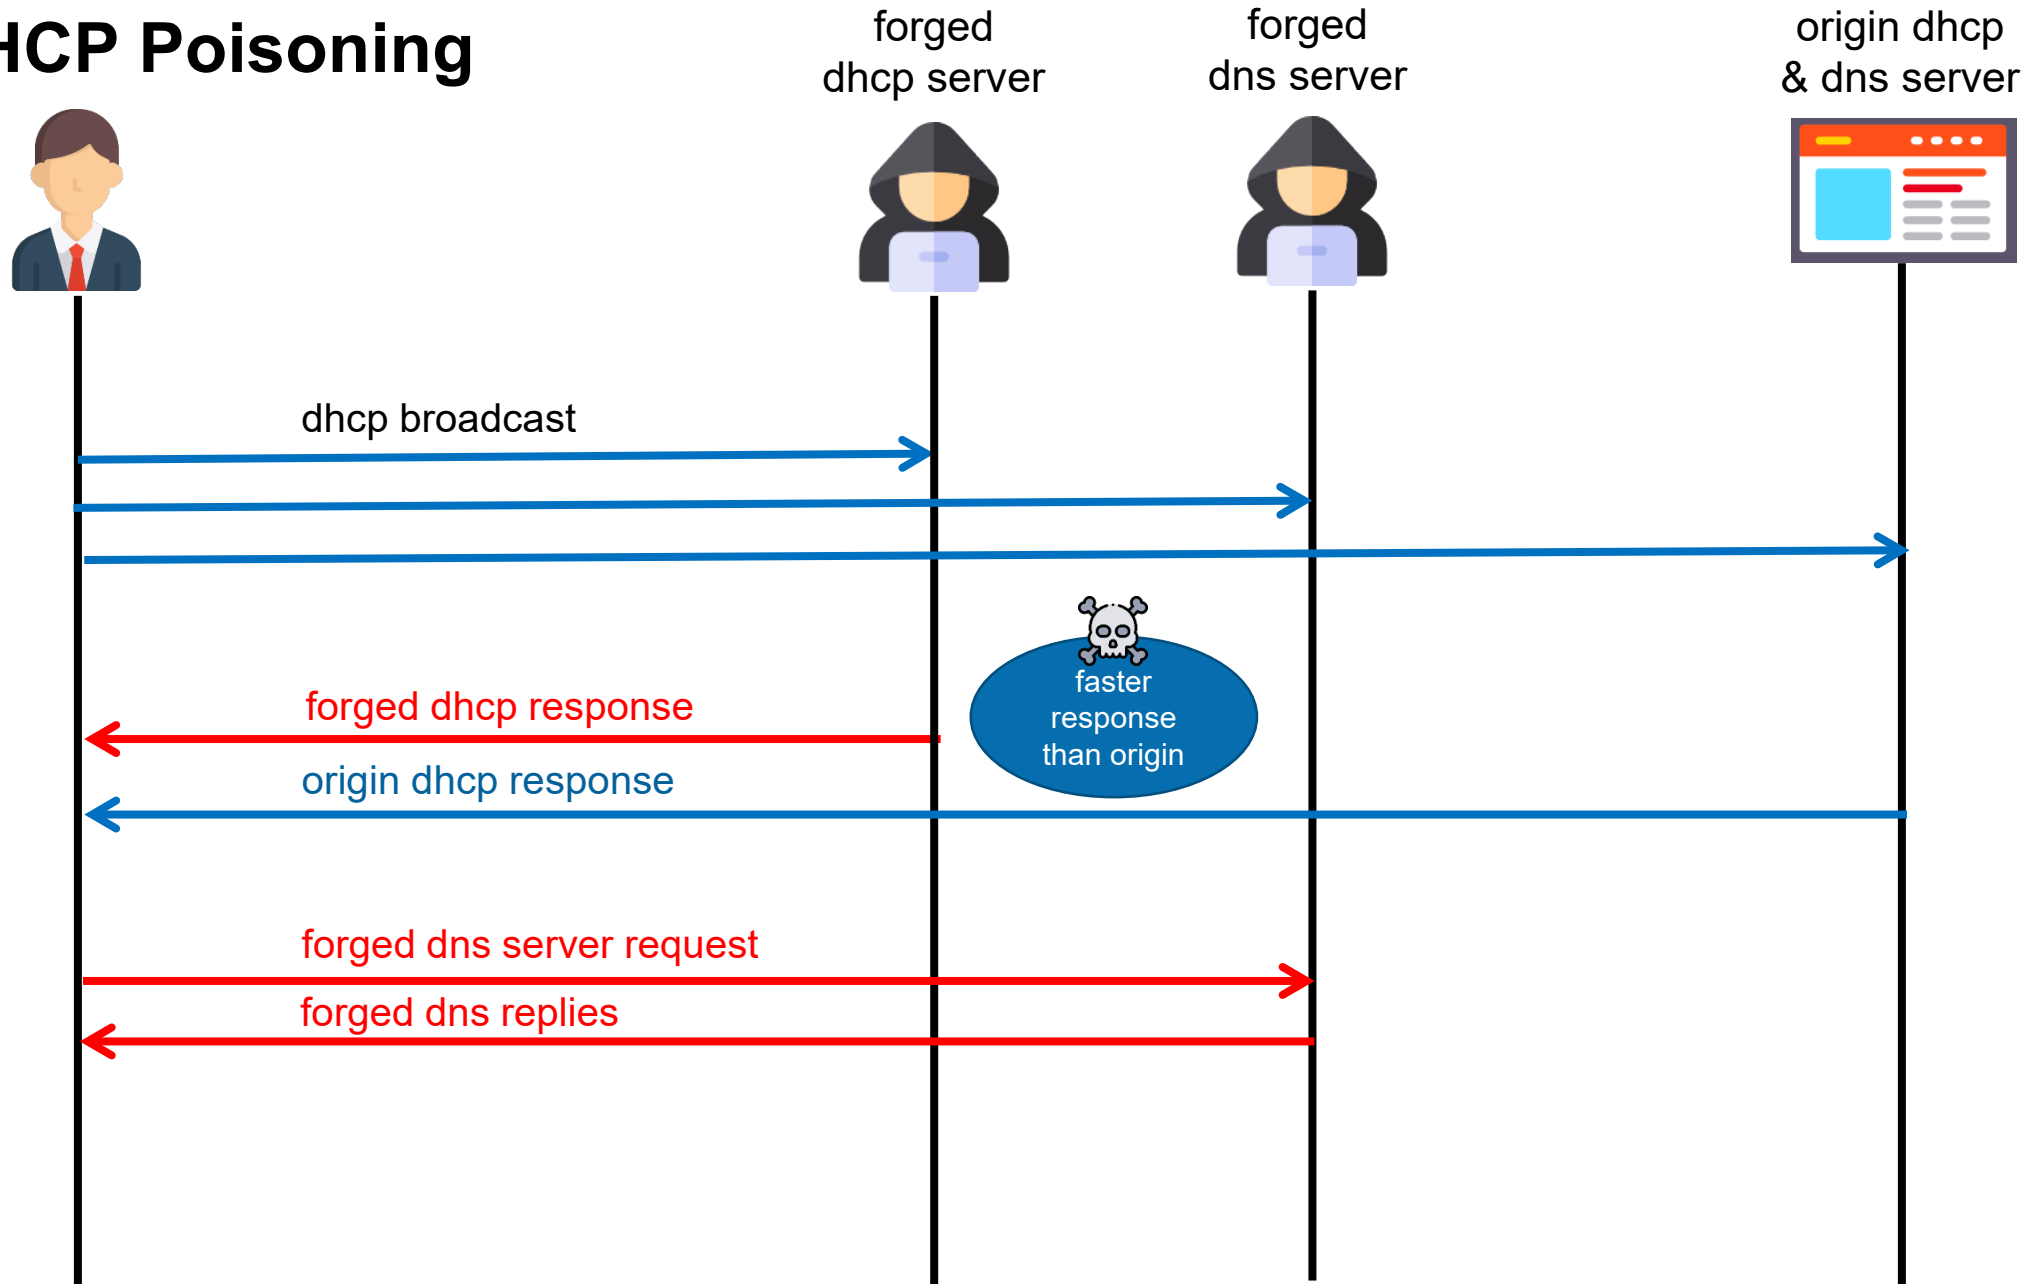 HCP Poisoning
forged
dhcp server
forged
dns server
origin dhcp
& dns server
dhcp broadcast
faster
response
than origin
forged dhcp response
origin dhcp response
forged dns server request
forged dns replies